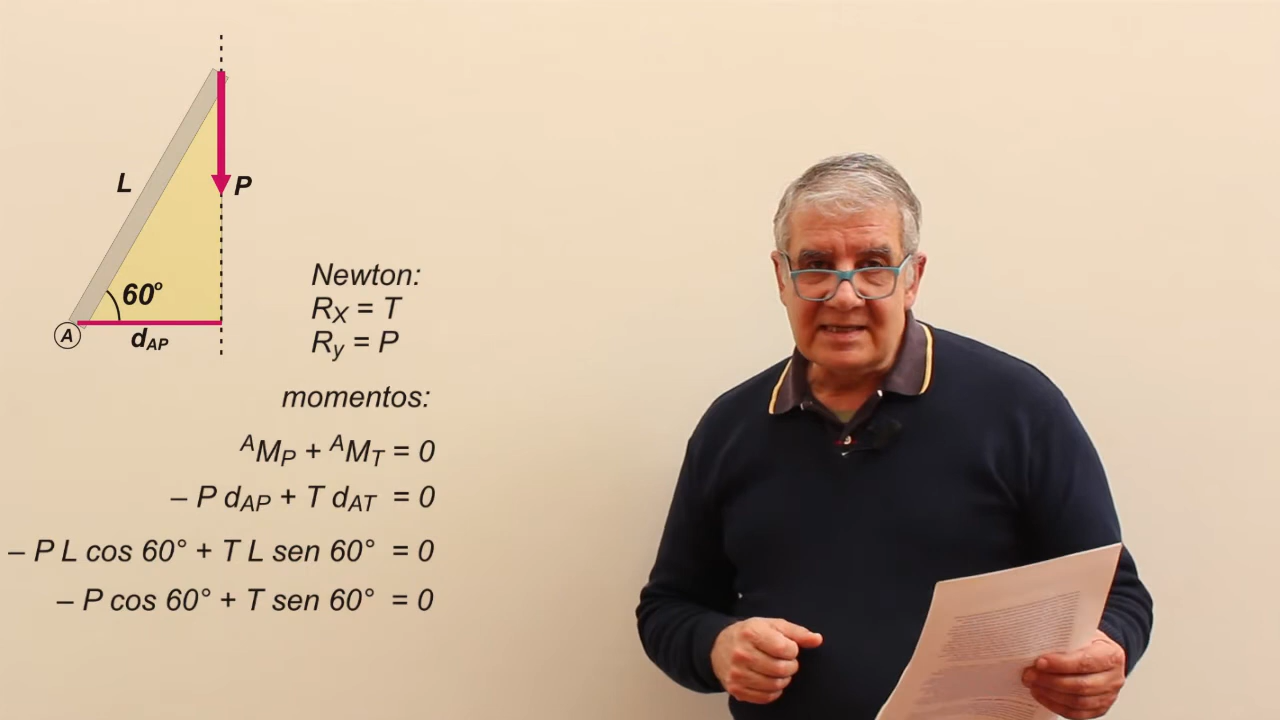 L
P
60º
A
dAP
Newton:
RX = T
Ry = P
momentos:
AMP + AMT = 0
– P dAP + T dAT = 0
– P L cos 60° + T L sen 60° = 0
– P cos 60° + T sen 60° = 0